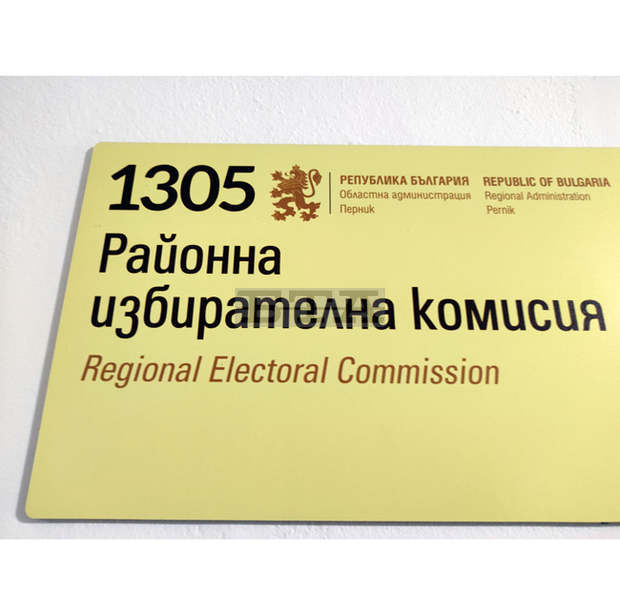 1305
РЕПУБЛИКА БЪЛГАРИЯ REPUBLIC OF BULGARIA
Областна администрация Regional Administration
Перник Pernik
Районна
избирателна комисия
Regional Electoral Commission